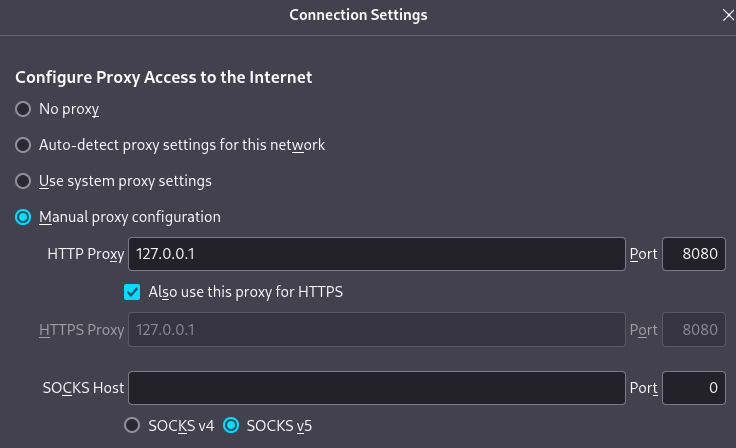 Connection Settings
Configure Proxy Access to the Internet
No proxy
Auto-detect proxy settings for this network
Use system proxy settings
Manual proxy configuration
HTTP Proxy 127.0.0.1 Port 8080
Also use this proxy for HTTPS
HTTPS Proxy 127.0.0.1 Port 8080
SOCKS Host Port 0
SOCKS v4 SOCKS v5